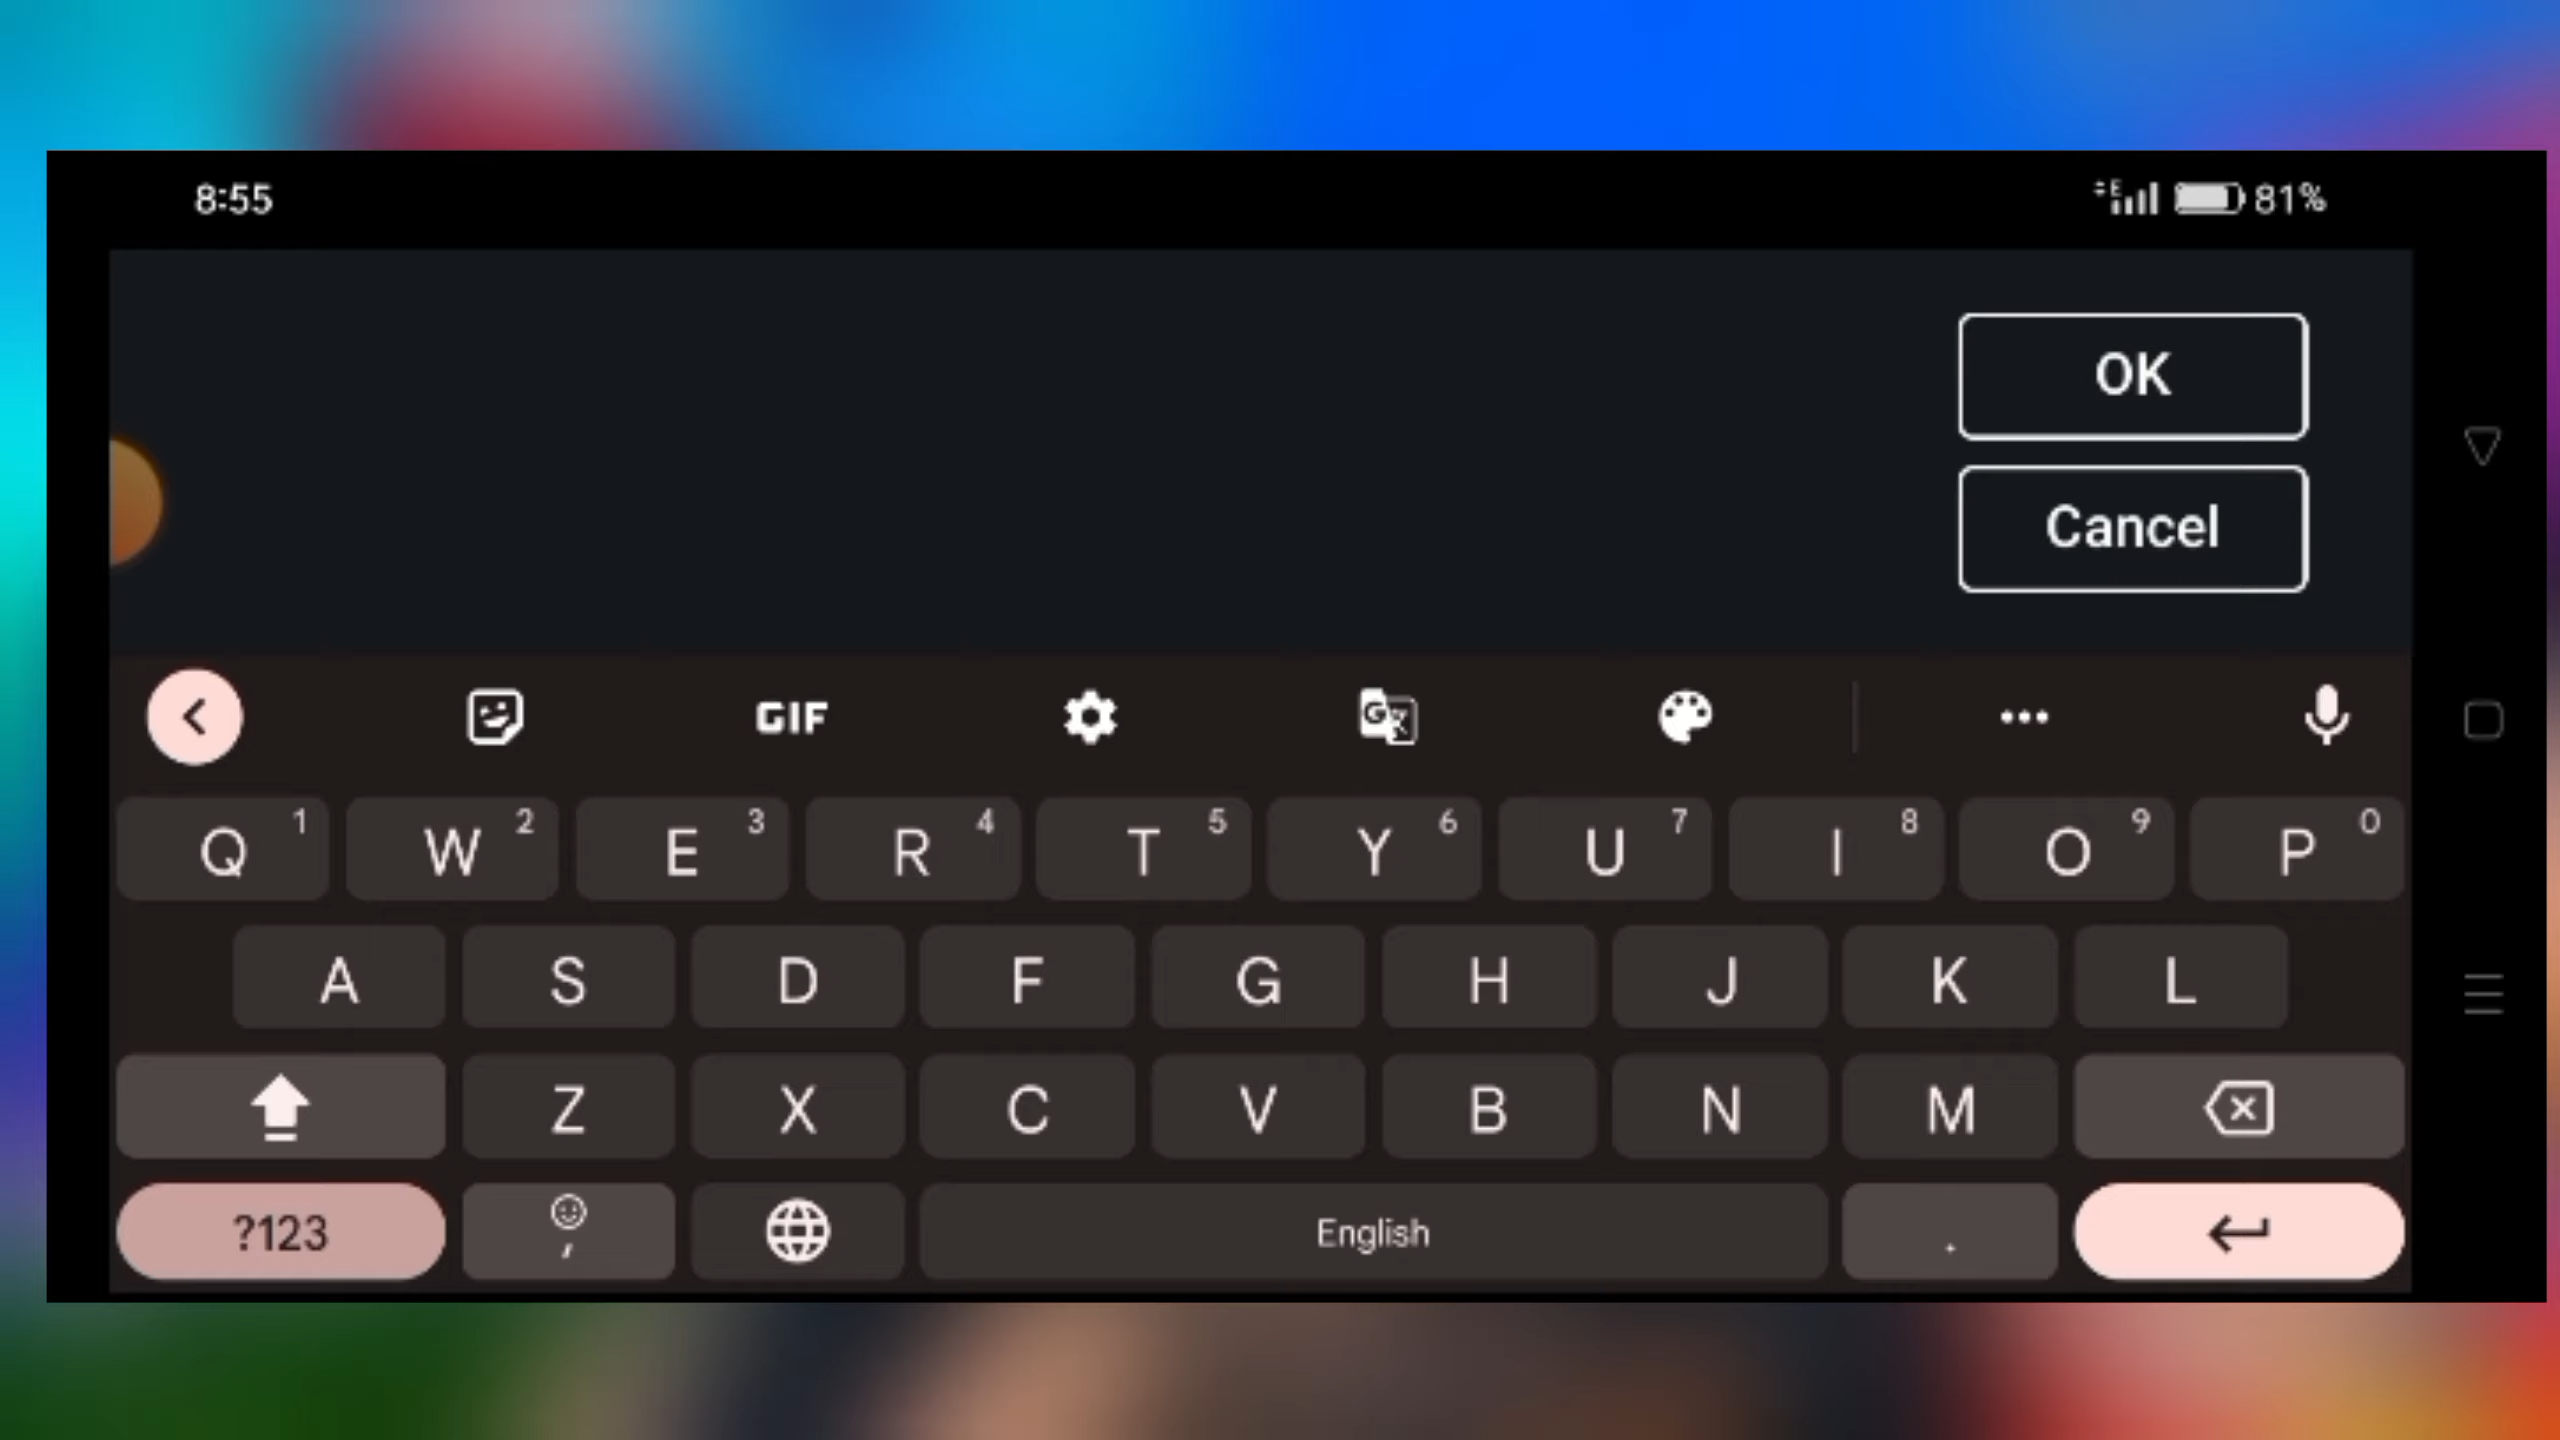 8:55 E 81%
OK
Cancel
GIF G
Q 1 W 2 E 3 R 4 T 5 Y 6 U 7 I 8 O 9 P 0
A S D F G H J K L
Z X C V B N M
?123 , English .